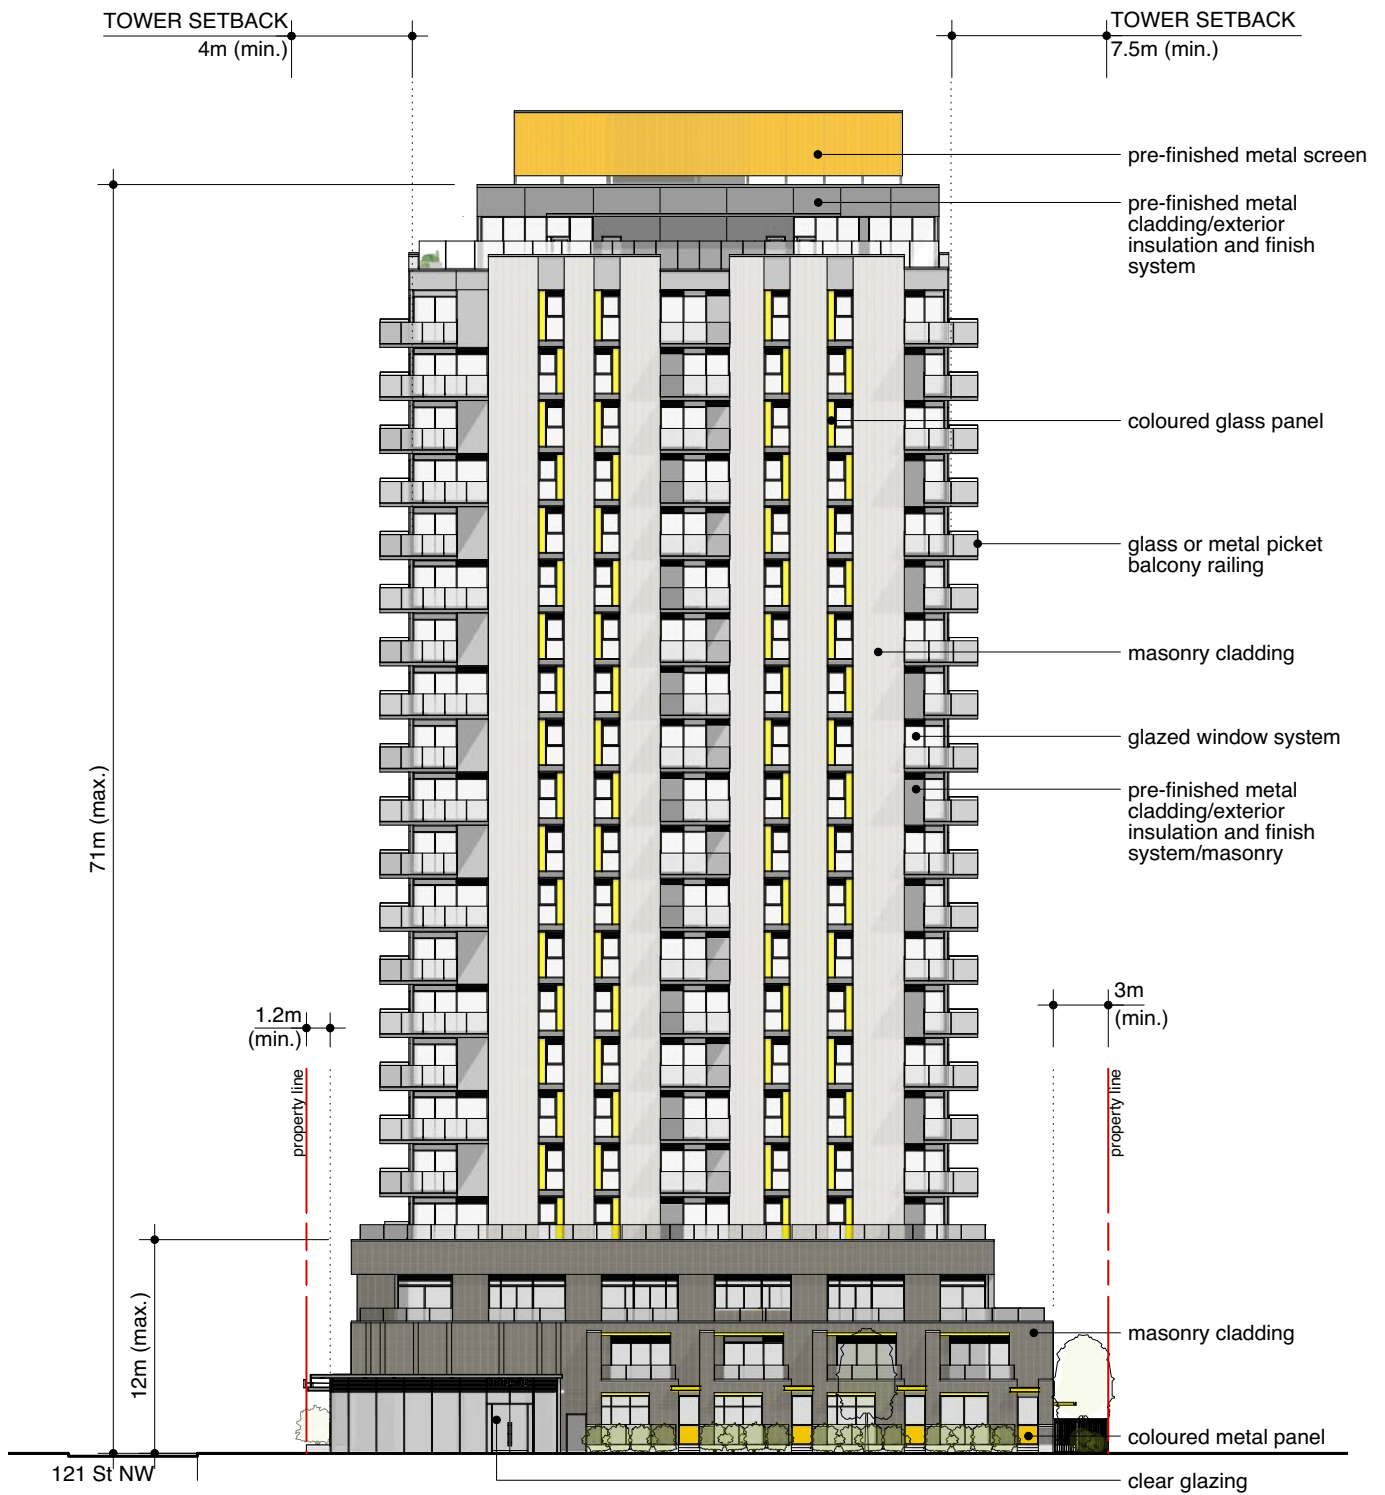 TOWER SETBACK
4m (min.)
TOWER SETBACK
7.5m (min.)
pre-finished metal screen
pre-finished metal
cladding/exterior
insulation and finish
system
coloured glass panel
glass or metal picket
balcony railing
masonry cladding
glazed window system
pre-finished metal
cladding/exterior
insulation and finish
system/masonry
71m (max.)
1.2m
(min.)
3m
(min.)
property line
property line
12m (max.)
masonry cladding
coloured metal panel
121 St NW
clear glazing